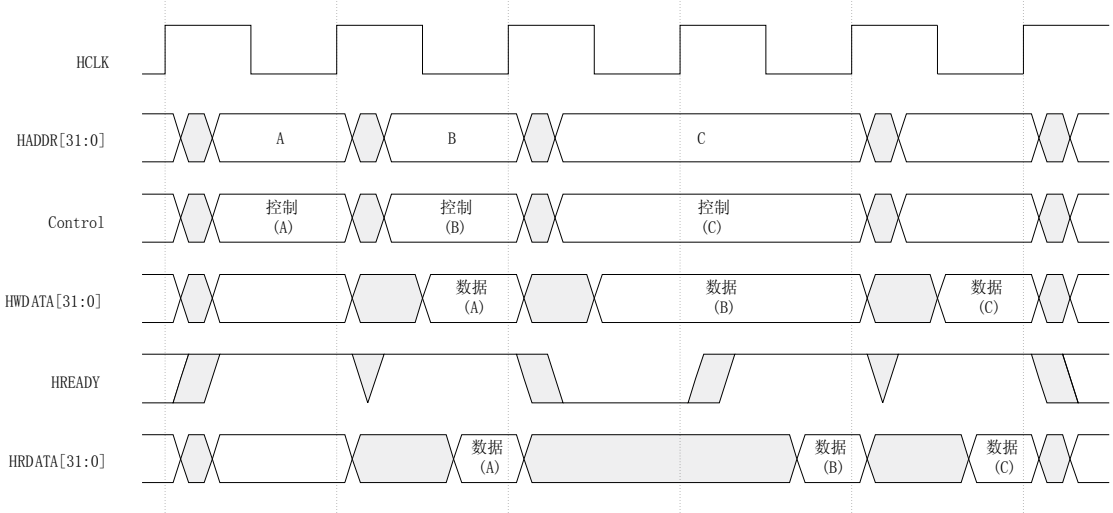 HCLK
HADDR[31:0]
A
B
C
Control
控制
(A)
控制
(B)
控制
(C)
HWDATA[31:0]
数据
(A)
数据
(B)
数据
(C)
HREADY
HRDATA[31:0]
数据
(A)
数据
(B)
数据
(C)